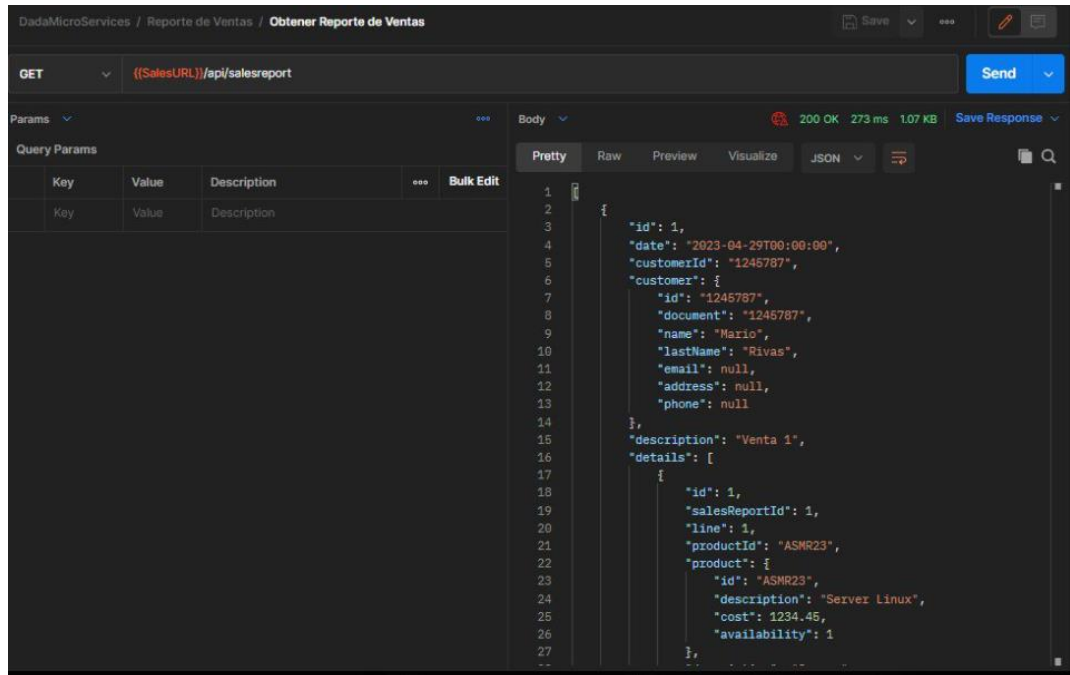 DadaMicroServices / Reporte de Ventas / Obtener Reporte de Ventas
Save
GET
{{SalesURL}}/api/salesreport
Send
Params
Body
200 OK 273 ms 1.07 KB Save Response
Query Params
Pretty Raw Preview Visualize JSON
Key Value Description Bulk Edit
Key Value Description
1 [
2 {
3 "id": 1,
4 "date": "2023-04-29T00:00:00",
5 "customerId": "1245787",
6 "customer": {
7 "id": "1245787",
8 "document": "1245787",
9 "name": "Mario",
10 "lastName": "Rivas",
11 "email": null,
12 "address": null,
13 "phone": null
14 },
15 "description": "Venta 1",
16 "details": [
17 {
18 "id": 1,
19 "salesReportId": 1,
20 "line": 1,
21 "productId": "ASMR23",
22 "product": {
23 "id": "ASMR23",
24 "description": "Server Linux",
25 "cost": 1234.45,
26 "availability": 1
27 },